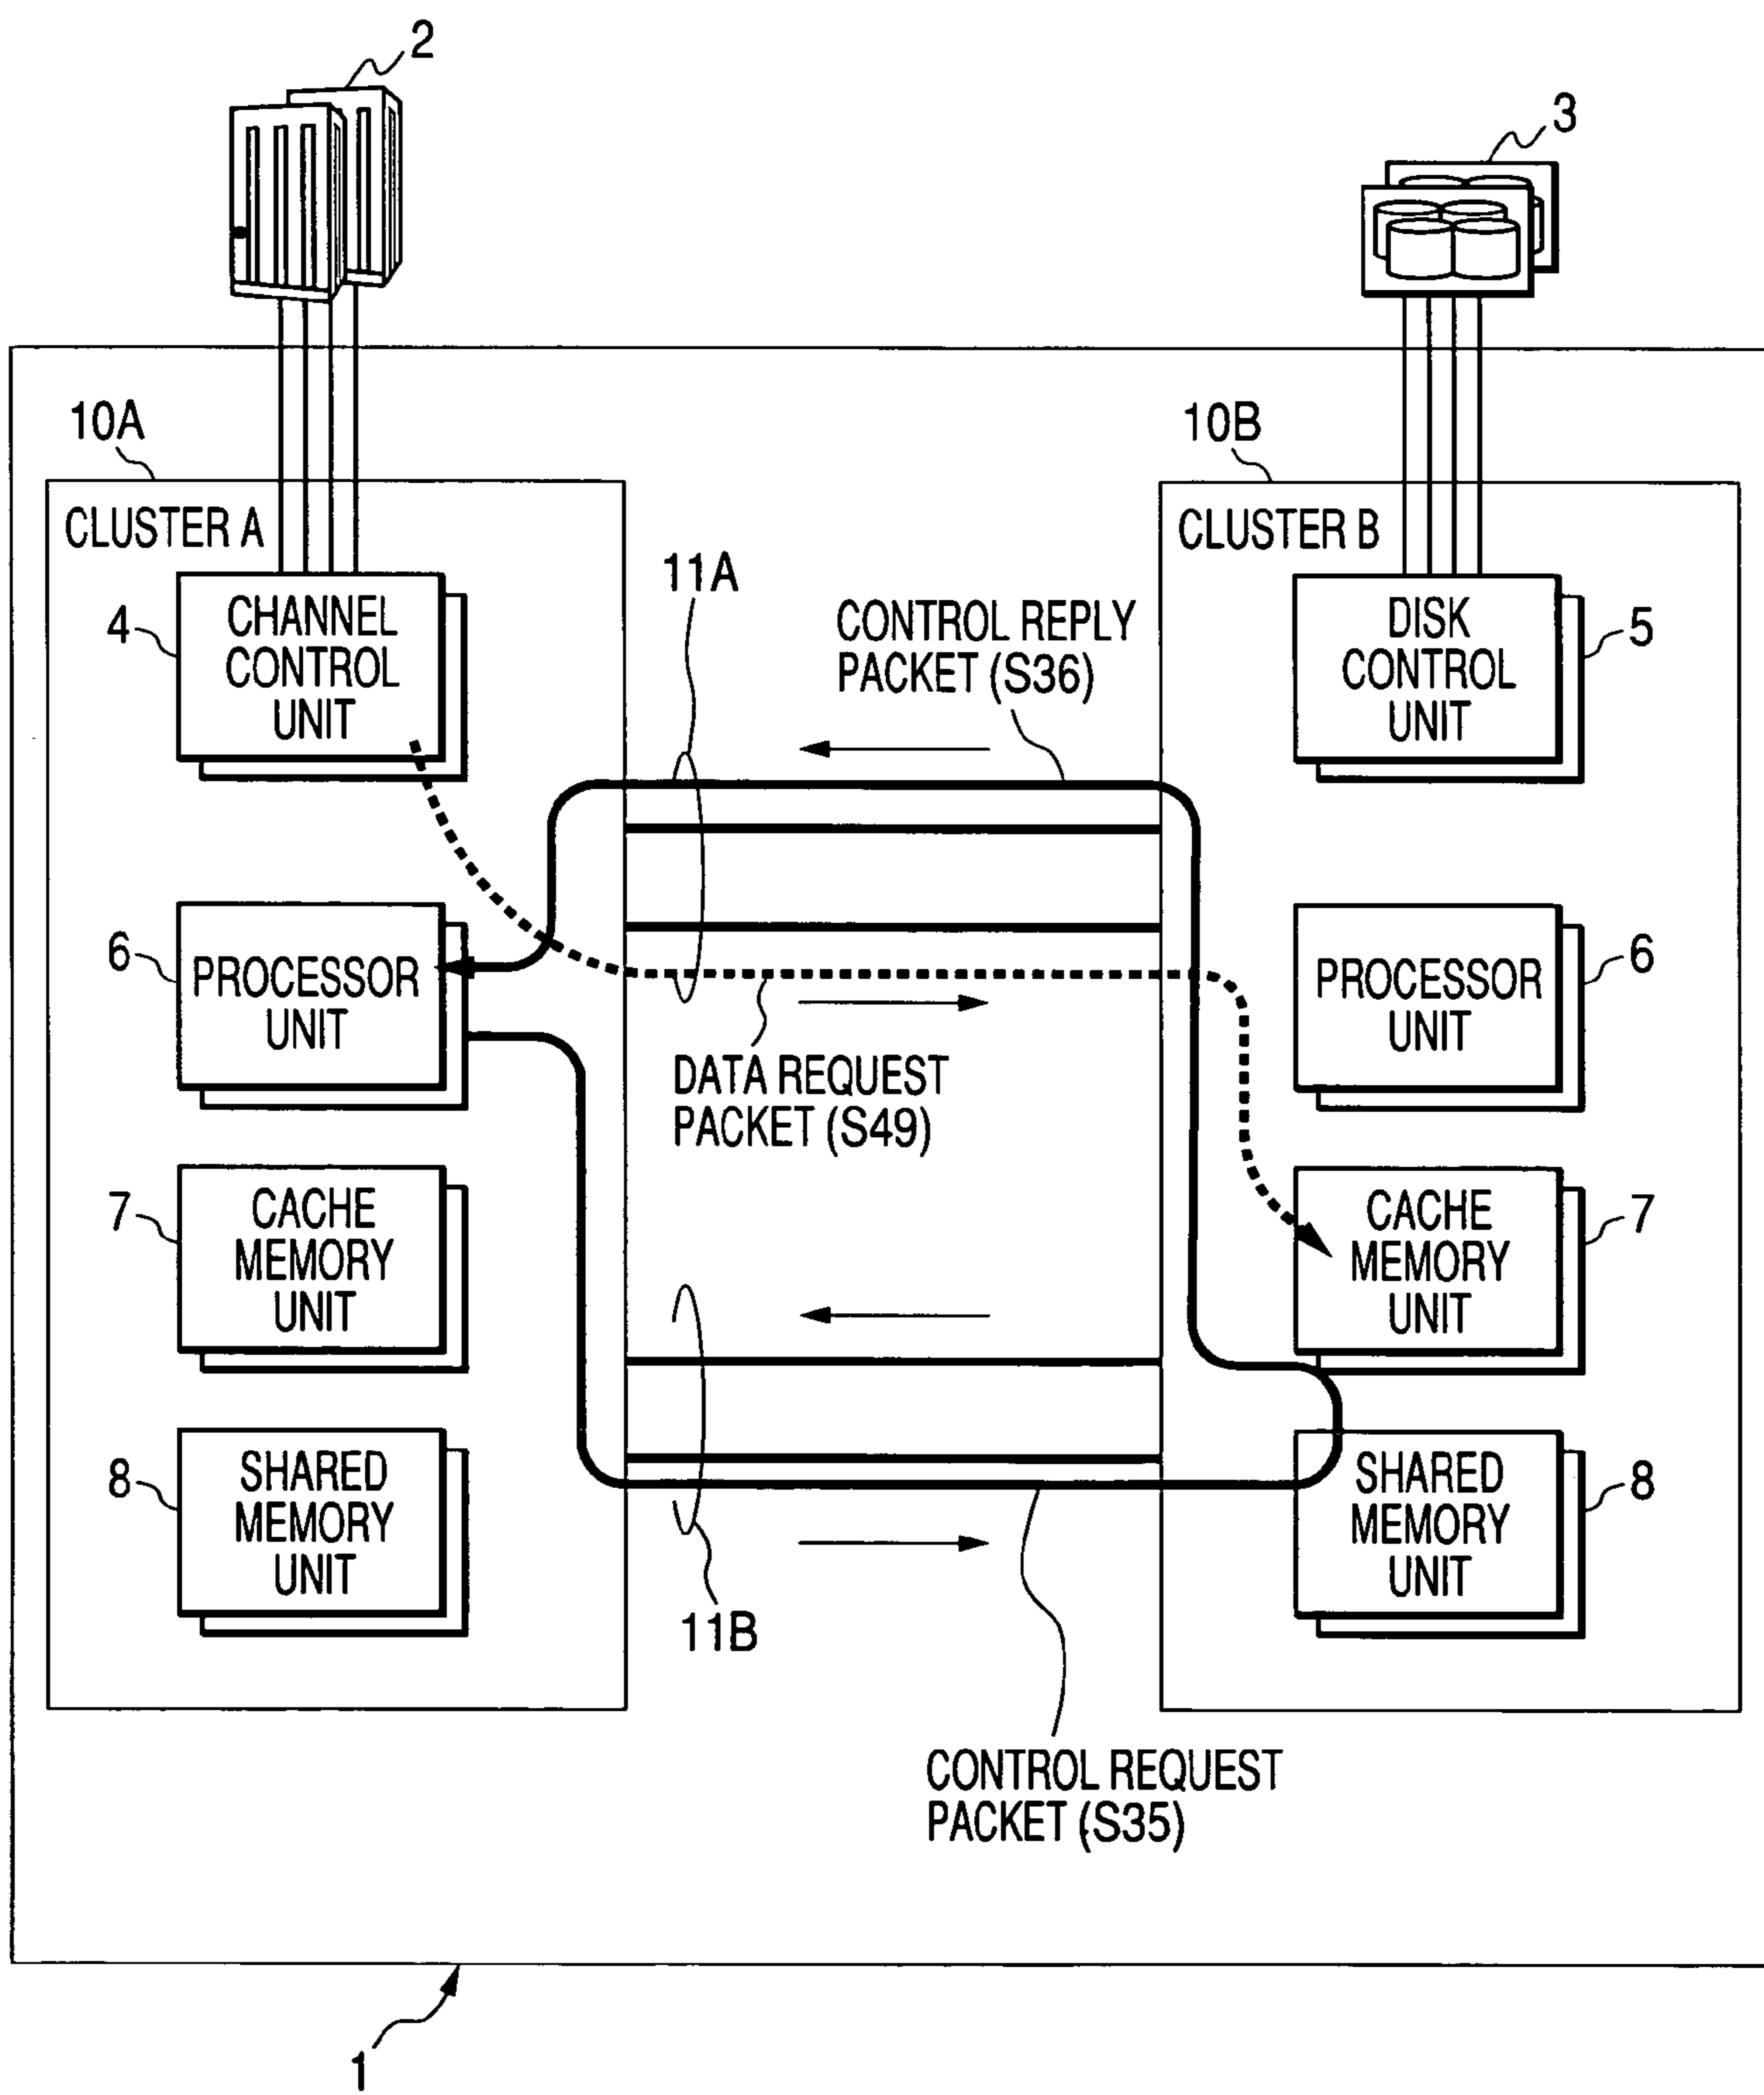 2
3
10A
10B
CLUSTER A
CLUSTER B
11A
4
CHANNEL
CONTROL
UNIT
CONTROL REPLY
PACKET (S36)
DISK
CONTROL
UNIT
5
6
PROCESSOR
UNIT
PROCESSOR
UNIT
6
DATA REQUEST
PACKET (S49)
7
CACHE
MEMORY
UNIT
CACHE
MEMORY
UNIT
7
8
SHARED
MEMORY
UNIT
SHARED
MEMORY
UNIT
8
11B
CONTROL REQUEST
PACKET (S35)
1